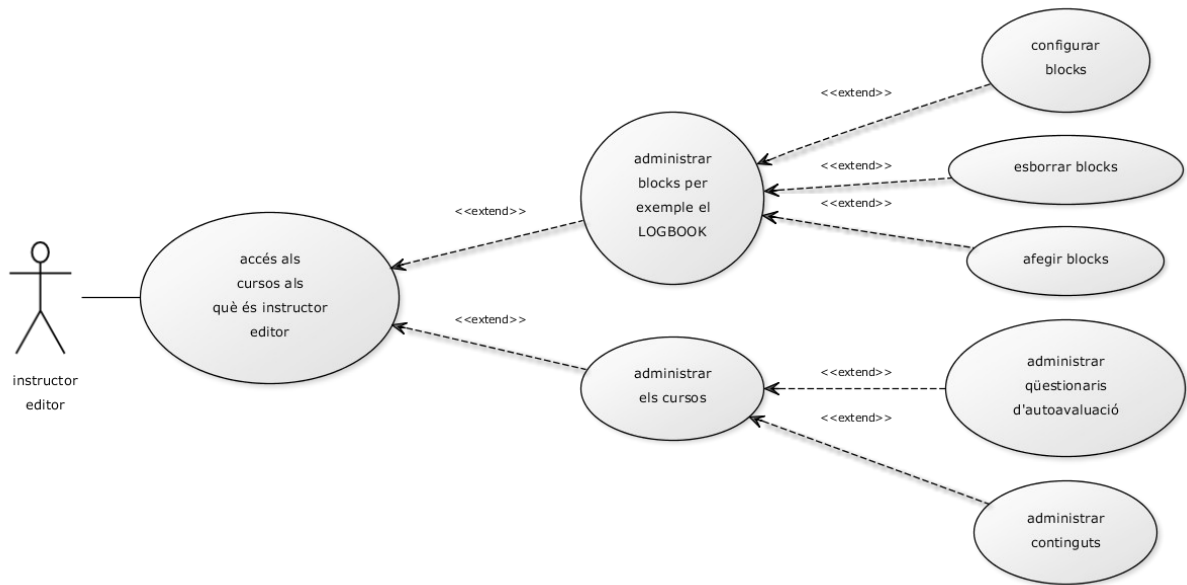 instructor
editor
accés als
cursos als
què és instructor
editor
<<extend>>
<<extend>>
administrar
blocks per
exemple el
LOGBOOK
administrar
els cursos
<<extend>>
<<extend>>
<<extend>>
<<extend>>
<<extend>>
configurar
blocks
esborrar blocks
afegir blocks
administrar
qüestionaris
d'autoavaluació
administrar
continguts